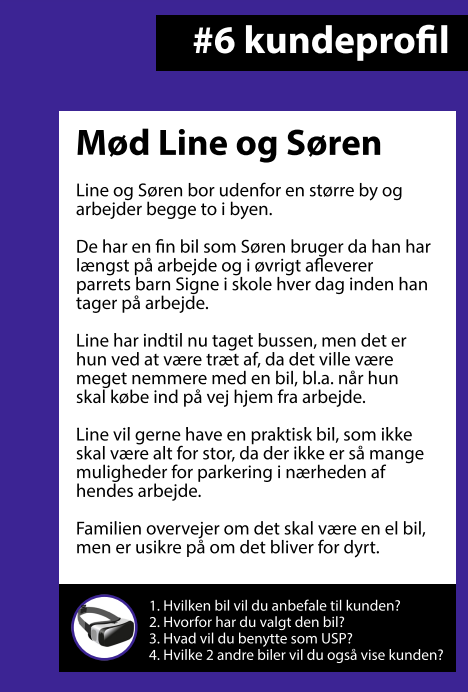 #6 kundeprofil
Mød Line og Søren
Line og Søren bor udenfor en større by og
arbejder begge to i byen.
De har en fin bil som Søren bruger da han har
længst på arbejde og i øvrigt afleverer
parrets barn Signe i skole hver dag inden han
tager på arbejde.
Line har indtil nu taget bussen, men det er
hun ved at være træt af, da det ville være
meget nemmere med en bil, bl.a. når hun
skal købe ind på vej hjem fra arbejde.
Line vil gerne have en praktisk bil, som ikke
skal være alt for stor, da der ikke er så mange
muligheder for parkering i nærheden af
hendes arbejde.
Familien overvejer om det skal være en el bil,
men er usikre på om det bliver for dyrt.
1. Hvilken bil vil du anbefale til kunden?
2. Hvorfor har du valgt den bil?
3. Hvad vil du benytte som USP?
4. Hvilke 2 andre biler vil du også vise kunden?